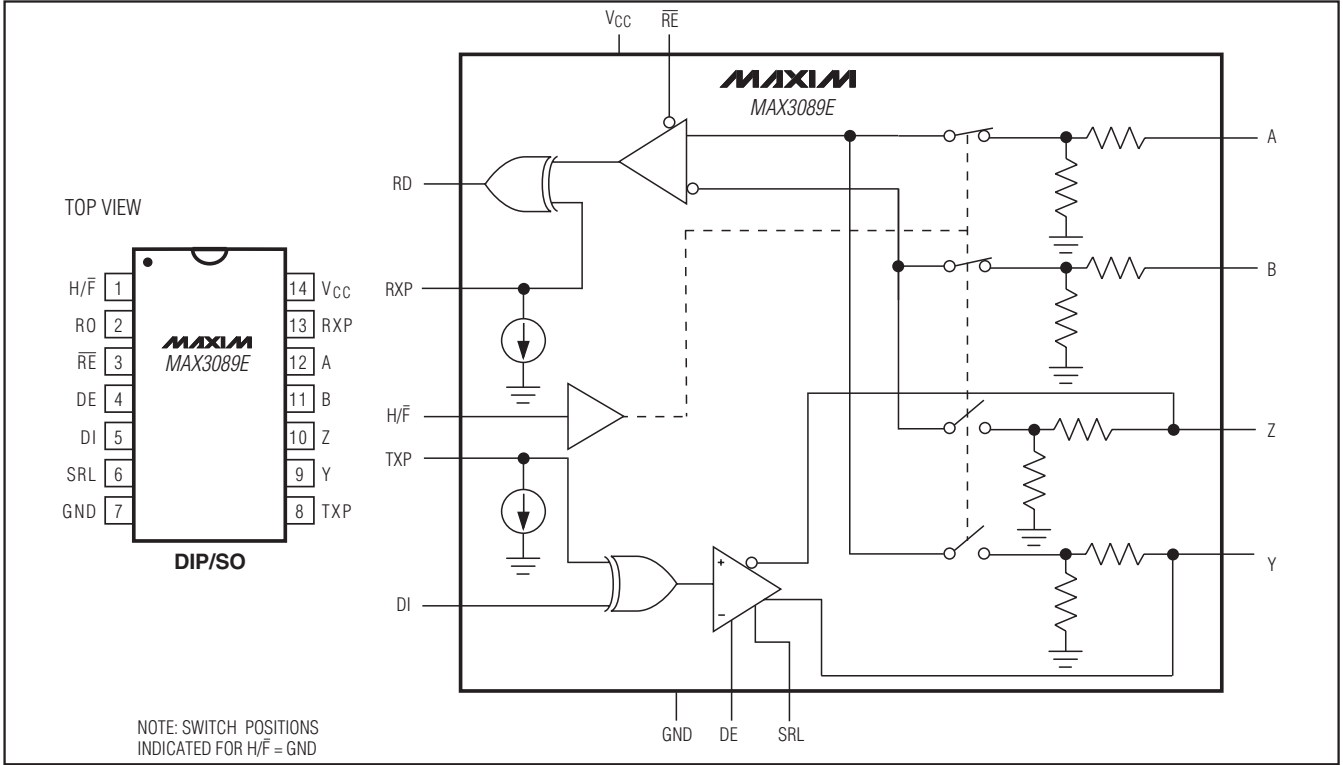 TOP VIEW
H/F̅ 1
RO 2
R̅E̅ 3
DE 4
DI 5
SRL 6
GND 7
MAXIM
MAX3089E
14 VCC
13 RXP
12 A
11 B
10 Z
9 Y
8 TXP
DIP/SO
NOTE: SWITCH POSITIONS
INDICATED FOR H/F̅ = GND
VCC
R̅E̅
MAXIM
MAX3089E
RD
RXP
H/F̅
TXP
DI
+
−
A
B
Z
Y
GND
DE
SRL